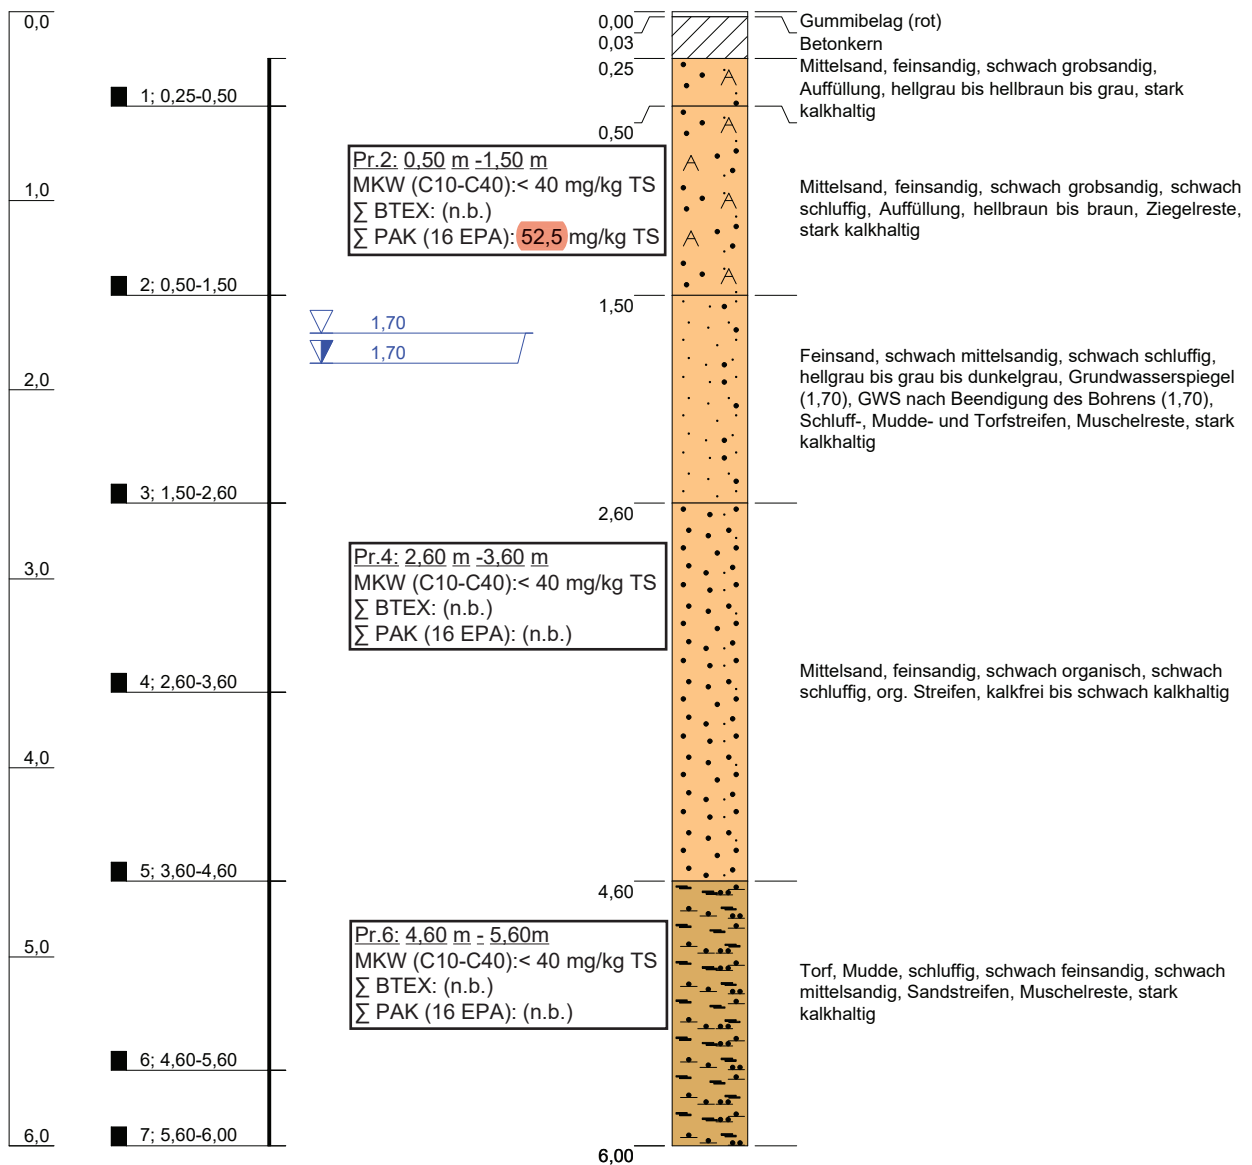 0,0
1,0
2,0
3,0
4,0
5,0
6,0
1; 0,25-0,50
2; 0,50-1,50
3; 1,50-2,60
4; 2,60-3,60
5; 3,60-4,60
6; 4,60-5,60
7; 5,60-6,00
Pr.2: 0,50 m -1,50 m
MKW (C10-C40):< 40 mg/kg TS
∑ BTEX: (n.b.)
∑ PAK (16 EPA): 52,5 mg/kg TS
1,70
1,70
Pr.4: 2,60 m -3,60 m
MKW (C10-C40):< 40 mg/kg TS
∑ BTEX: (n.b.)
∑ PAK (16 EPA): (n.b.)
Pr.6: 4,60 m - 5,60m
MKW (C10-C40):< 40 mg/kg TS
∑ BTEX: (n.b.)
∑ PAK (16 EPA): (n.b.)
0,00
0,03
0,25
0,50
1,50
2,60
4,60
6,00
A
A
A
A
A
A
Gummibelag (rot)
Betonkern
Mittelsand, feinsandig, schwach grobsandig,
Auffüllung, hellgrau bis hellbraun bis grau, stark
kalkhaltig
Mittelsand, feinsandig, schwach grobsandig, schwach
schluffig, Auffüllung, hellbraun bis braun, Ziegelreste,
stark kalkhaltig
Feinsand, schwach mittelsandig, schwach schluffig,
hellgrau bis grau bis dunkelgrau, Grundwasserspiegel
(1,70), GWS nach Beendigung des Bohrens (1,70),
Schluff-, Mudde- und Torfstreifen, Muschelreste, stark
kalkhaltig
Mittelsand, feinsandig, schwach organisch, schwach
schluffig, org. Streifen, kalkfrei bis schwach kalkhaltig
Torf, Mudde, schluffig, schwach feinsandig, schwach
mittelsandig, Sandstreifen, Muschelreste, stark
kalkhaltig